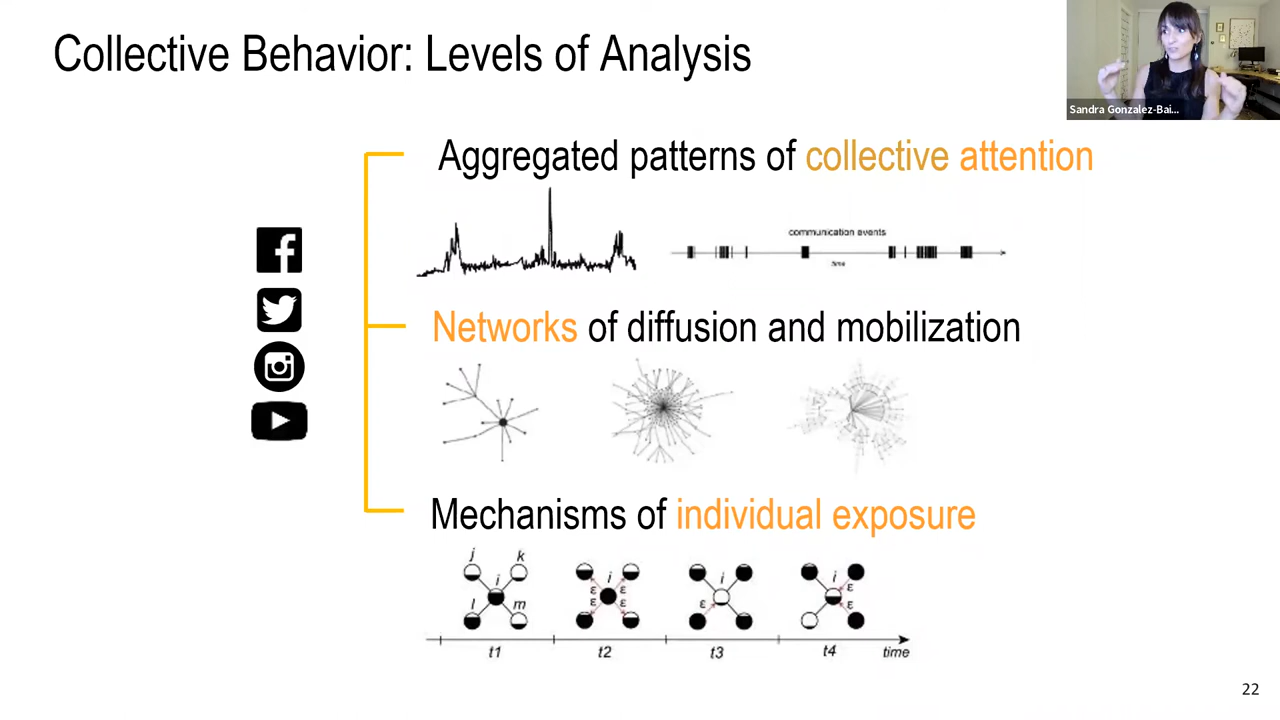 Collective Behavior: Levels of Analysis
Sandra Gonzalez-Bai...
Aggregated patterns of collective attention
communication events
time
Networks of diffusion and mobilization
Mechanisms of individual exposure
j k
i
l m
i
ε ε
ε ε
i
ε
i
ε
ε
t1 t2 t3 t4 time
22